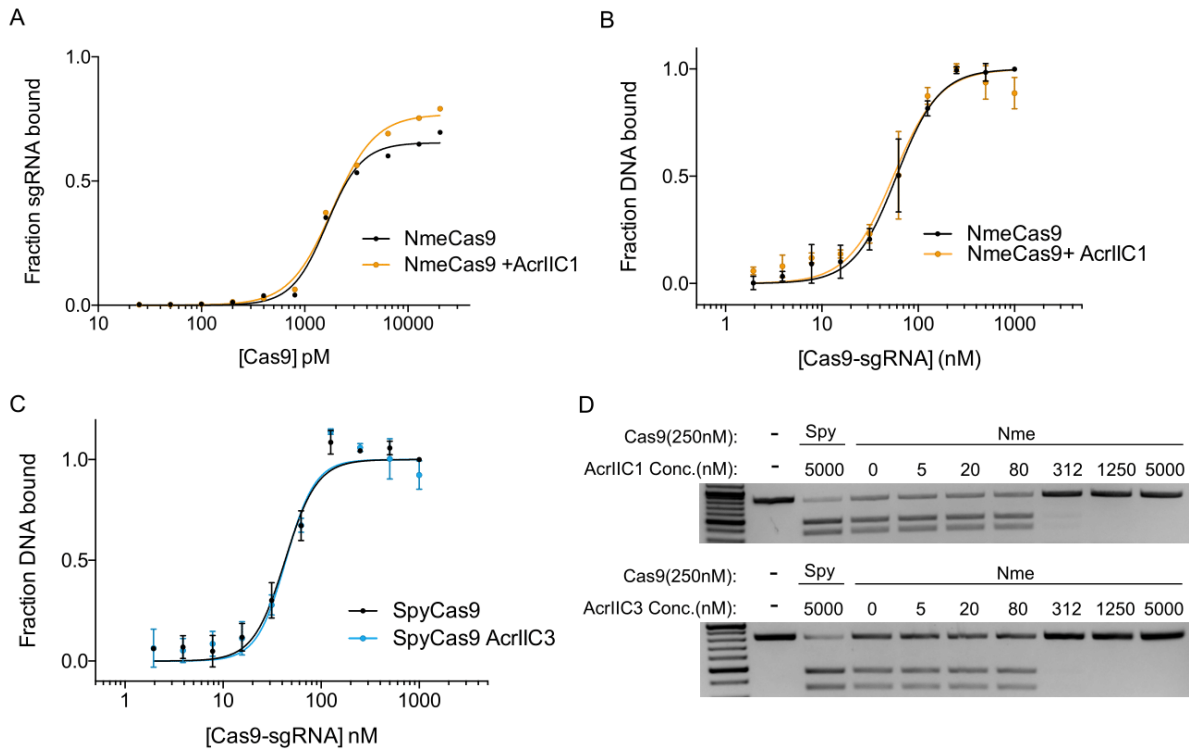 A
Fraction sgRNA bound
1.0
0.5
0.0
10 100 1000 10000
[Cas9] pM
NmeCas9
NmeCas9 +AcrIIC1
B
Fraction DNA bound
1.0
0.5
0.0
1 10 100 1000
[Cas9-sgRNA] (nM)
NmeCas9
NmeCas9+ AcrIIC1
C
Fraction DNA bound
1.0
0.5
0.0
1 10 100 1000
[Cas9-sgRNA] nM
SpyCas9
SpyCas9 AcrIIC3
D
Cas9(250nM): - Spy Nme
AcrIIC1 Conc.(nM): - 5000 0 5 20 80 312 1250 5000
Cas9(250nM): - Spy Nme
AcrIIC3 Conc.(nM): - 5000 0 5 20 80 312 1250 5000